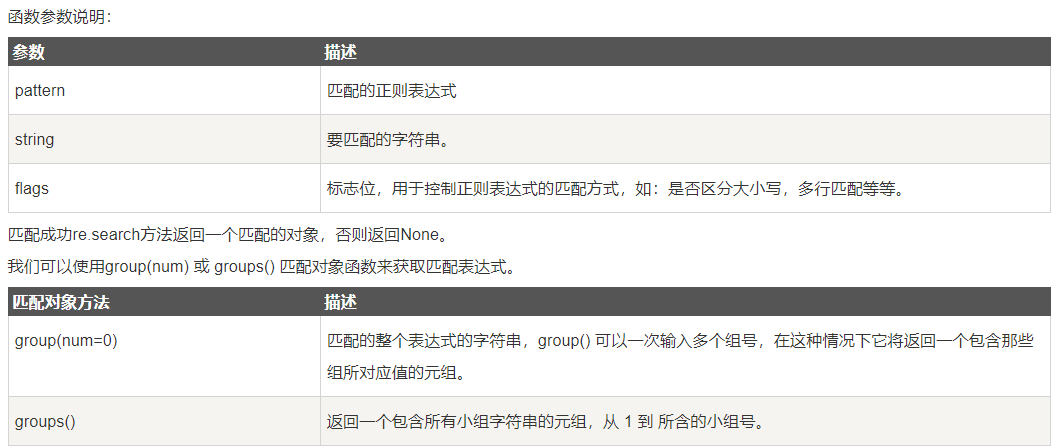 函数参数说明：
参数 描述
pattern 匹配的正则表达式
string 要匹配的字符串。
flags 标志位，用于控制正则表达式的匹配方式，如：是否区分大小写，多行匹配等等。
匹配成功re.search方法返回一个匹配的对象，否则返回None。
我们可以使用group(num) 或 groups() 匹配对象函数来获取匹配表达式。
匹配对象方法 描述
group(num=0) 匹配的整个表达式的字符串，group() 可以一次输入多个组号，在这种情况下它将返回一个包含那些
组所对应值的元组。
groups() 返回一个包含所有小组字符串的元组，从 1 到 所含的小组号。